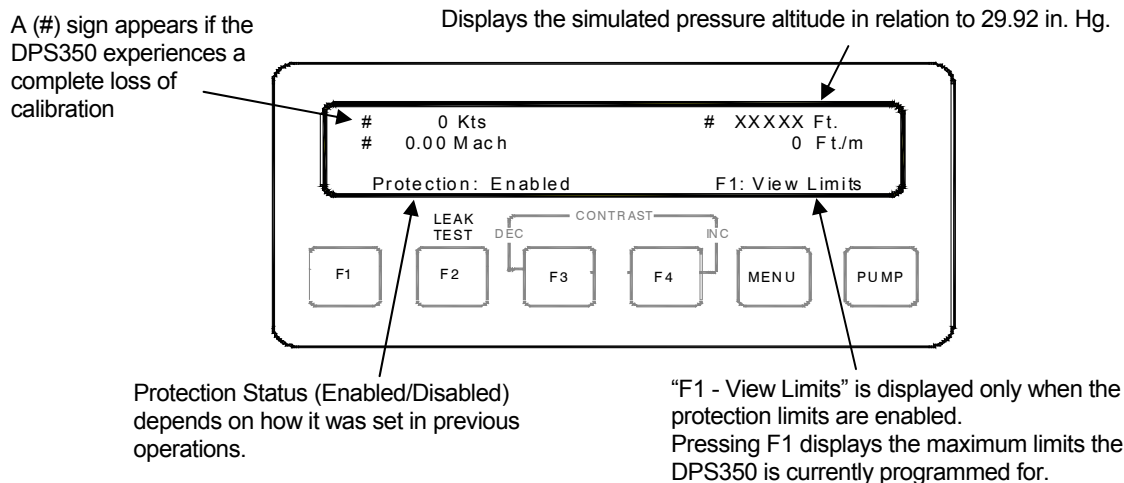 A (#) sign appears if the
DPS350 experiences a
complete loss of
calibration
Displays the simulated pressure altitude in relation to 29.92 in. Hg.
# 0 Kts # XXXXX Ft.
# 0.00 Mach 0 Ft./m
Protection: Enabled F1: View Limits
LEAK
TEST
DEC CONTRAST INC
F1 F2 F3 F4 MENU PUMP
Protection Status (Enabled/Disabled)
depends on how it was set in previous
operations.
“F1 - View Limits” is displayed only when the
protection limits are enabled.
Pressing F1 displays the maximum limits the
DPS350 is currently programmed for.